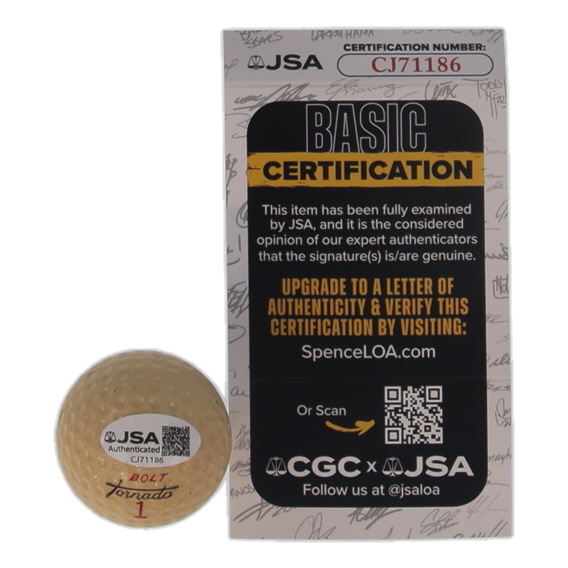 JSA
CERTIFICATION NUMBER:
CJ71186
BASIC
CERTIFICATION
This item has been fully examined
by JSA, and it is the considered
opinion of our expert authenticators
that the signature(s) is/are genuine.
UPGRADE TO A LETTER OF
AUTHENTICITY & VERIFY THIS
CERTIFICATION BY VISITING:
SpenceLOA.com
Or Scan
CGC x JSA
Follow us at @jsaloa
JSA
Authenticated
CJ71186
BOLT
Tornado
1